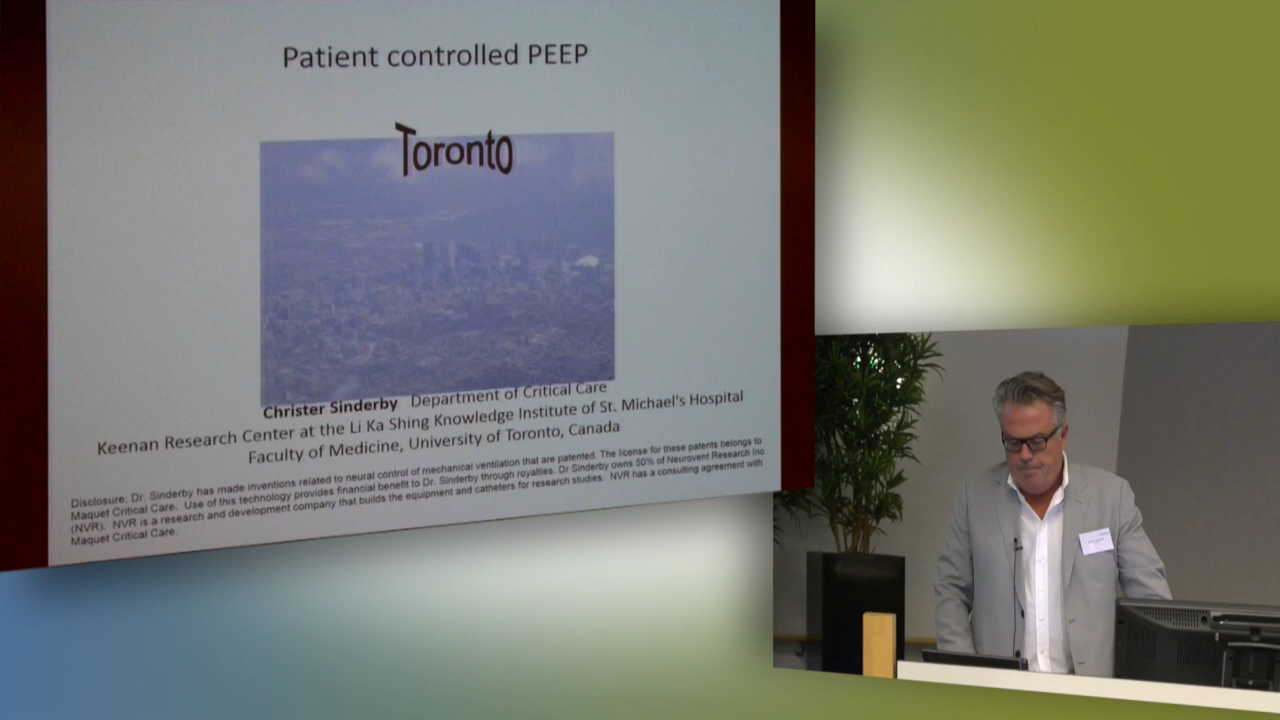 Patient controlled PEEP
Toronto
Christer Sinderby Department of Critical Care
Keenan Research Center at the Li Ka Shing Knowledge Institute of St. Michael's Hospital
Faculty of Medicine, University of Toronto, Canada
Disclosure: Dr. Sinderby has made inventions related to neural control of mechanical ventilation that are patented. The license for these patents belongs to
Maquet Critical Care. Use of this technology provides financial benefit to Dr. Sinderby through royalties. Dr Sinderby owns 50% of Neurovent Research Inc
(NVR). NVR is a research and development company that builds the equipment and catheters for research studies. NVR has a consulting agreement with
Maquet Critical Care.